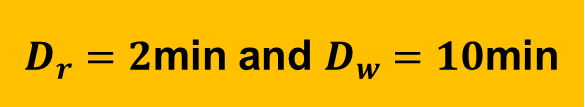 D_r = 2min and D_w = 10min